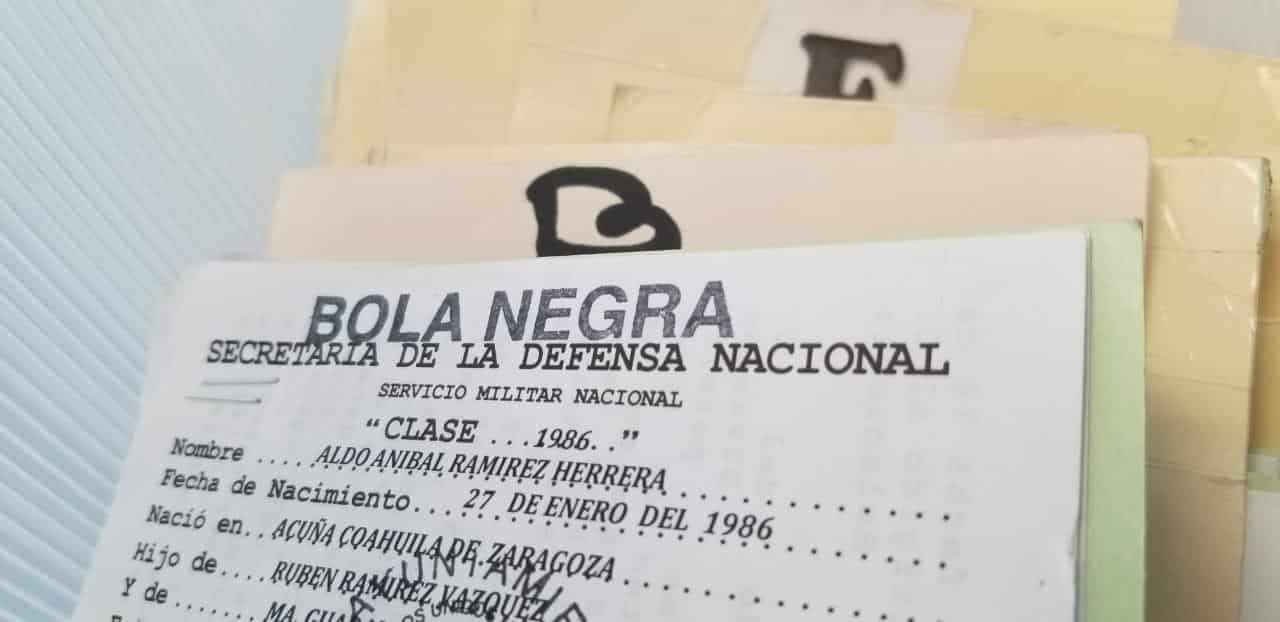 E
B
BOLA NEGRA
SECRETARIA DE LA DEFENSA NACIONAL
SERVICIO MILITAR NACIONAL
"CLASE ...1986..."
Nombre ..... ALDO ANIBAL RAMIREZ HERRERA
Fecha de Nacimiento... 27 DE ENERO DEL 1986
Nació en.. ACUÑA COAHUILA DE ZARAGOZA
Hijo de.... RUBEN RAMIREZ VAZQUEZ
Y de ....... MA.